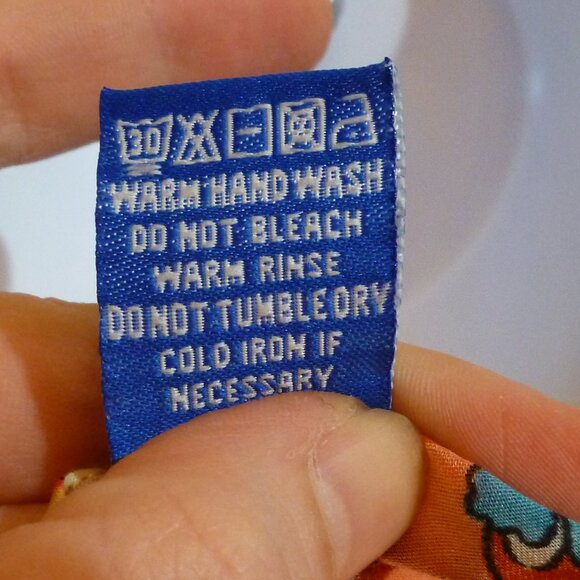 30
WARM HAND WASH
DO NOT BLEACH
WARM RINSE
DO NOT TUMBLE DRY
COLD IRON IF
NECESSARY